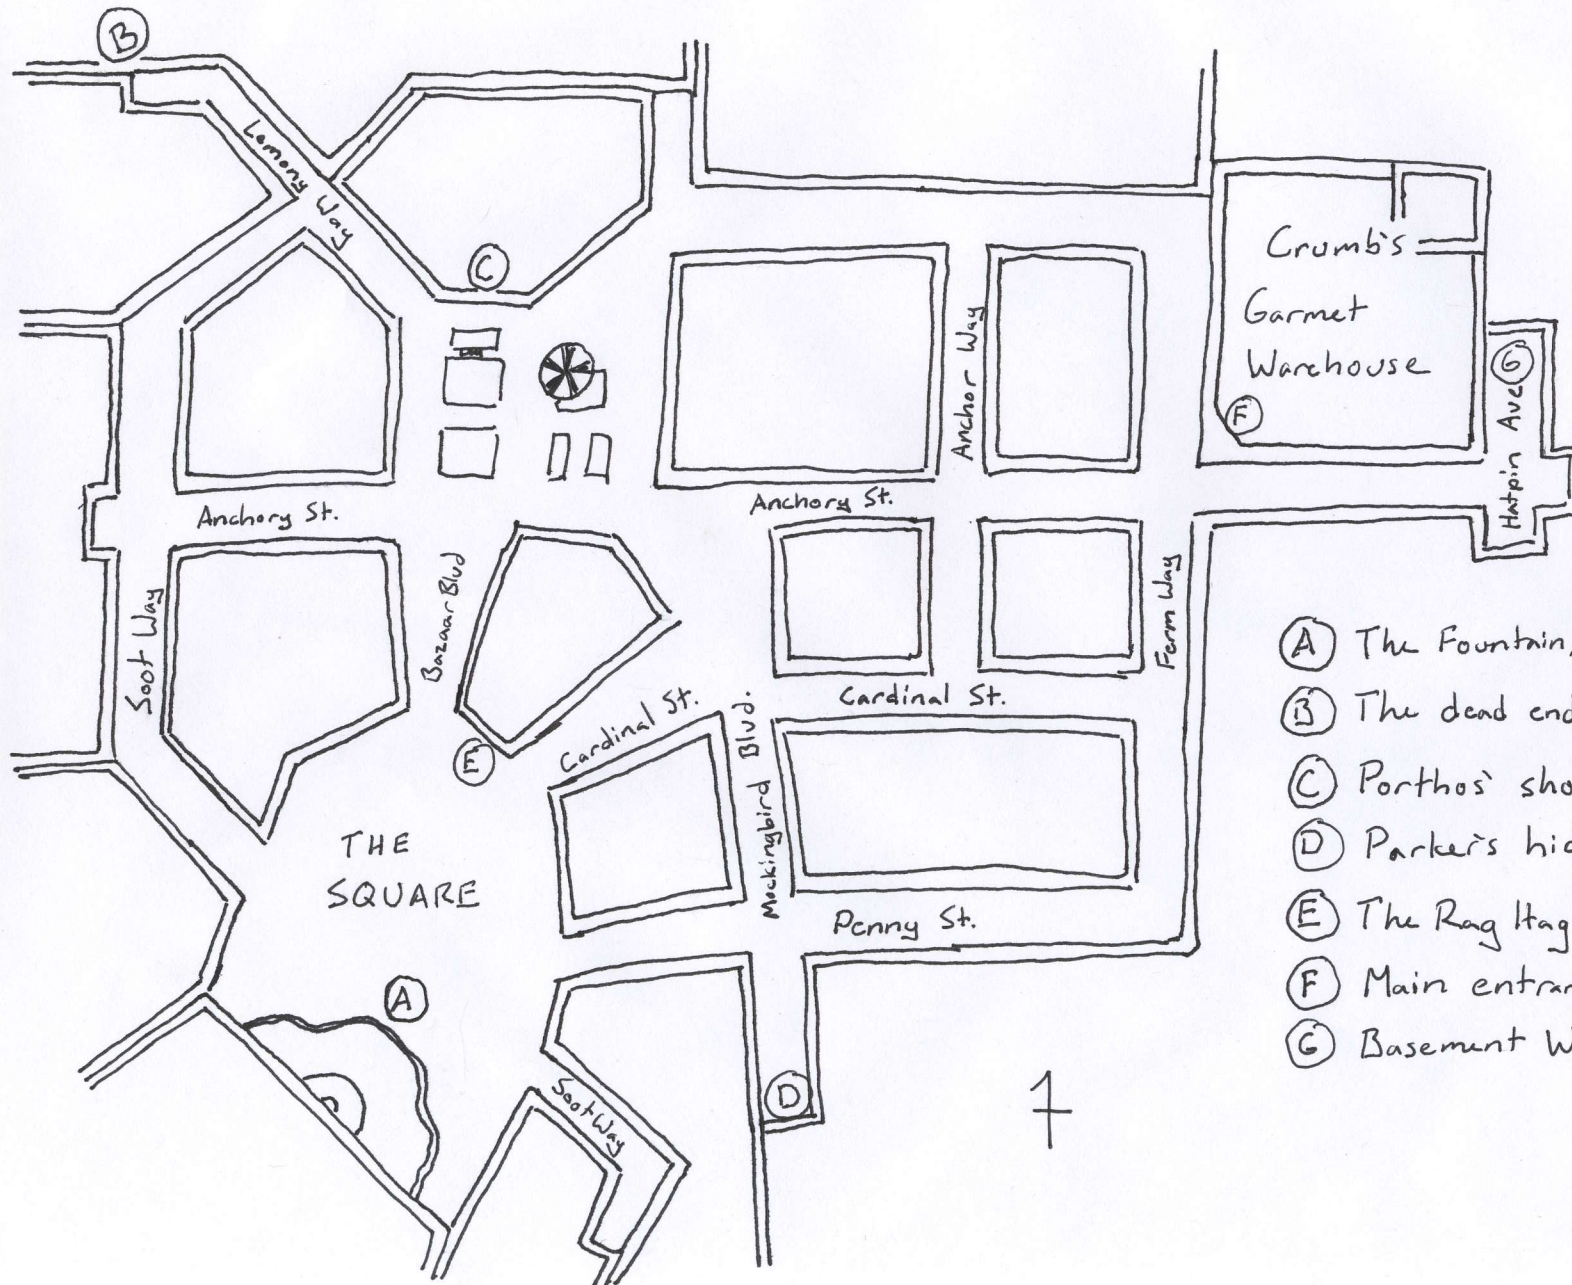 B
Lemony Way
C
Crumb's
Garmet
Warehouse
F
G
Hatpin Ave
Anchor Way
Anchory St.
Anchory St.
Soot Way
Bazaar Blvd
Ferm Way
Cardinal St.
Cardinal St.
Mockingbird Blvd.
E
THE
SQUARE
Penny St.
A
D
Soot Way
A The Fountain,
B The dead end
C Porthos' sho
D Parker's hid
E The Rag Hag
F Main entran
G Basement W